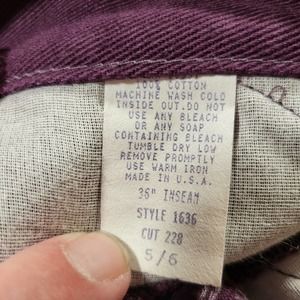 100% COTTON
MACHINE WASH COLD
INSIDE OUT.DO NOT
USE ANY BLEACH
OR ANY SOAP
CONTAINING BLEACH
TUMBLE DRY LOW
REMOVE PROMPTLY
USE WARM IRON
MADE IN U.S.A.
36" INSEAM
STYLE 1636
CUT 228
5/6